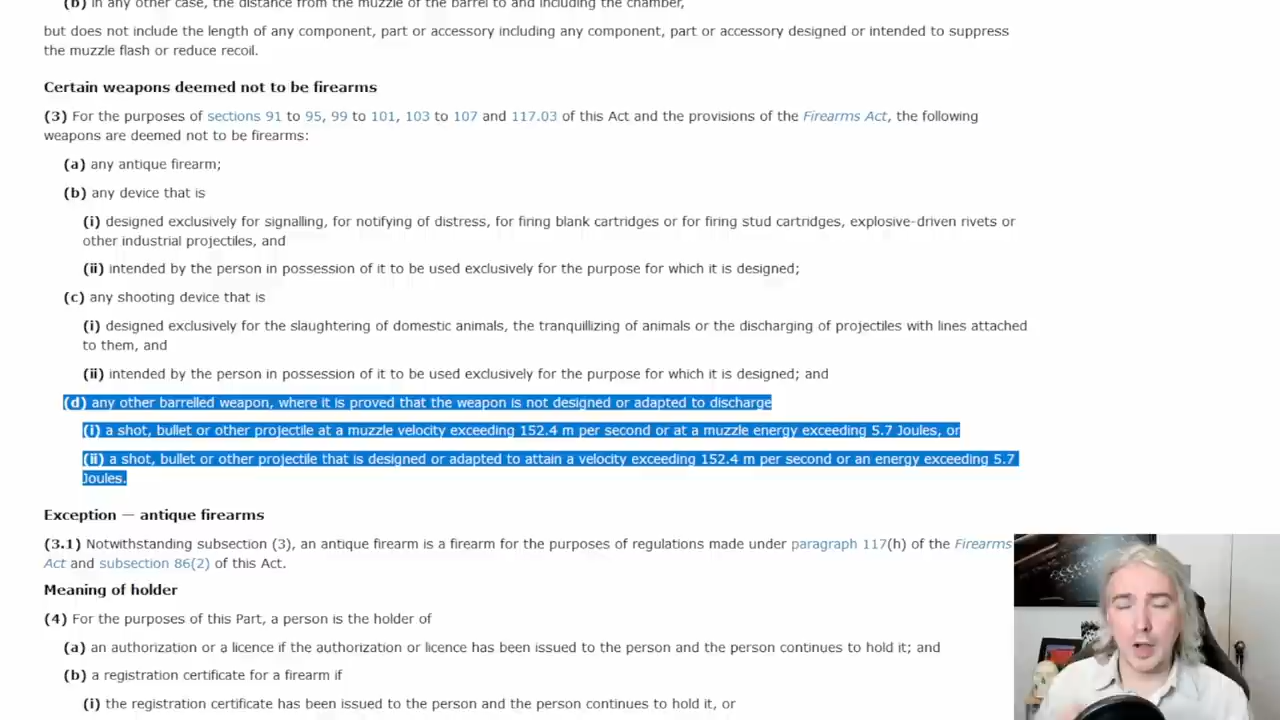 (b) in any other case, the distance from the muzzle of the barrel to and including the chamber,
but does not include the length of any component, part or accessory including any component, part or accessory designed or intended to suppress
the muzzle flash or reduce recoil.
Certain weapons deemed not to be firearms
(3) For the purposes of sections 91 to 95, 99 to 101, 103 to 107 and 117.03 of this Act and the provisions of the Firearms Act, the following
weapons are deemed not to be firearms:
(a) any antique firearm;
(b) any device that is
(i) designed exclusively for signalling, for notifying of distress, for firing blank cartridges or for firing stud cartridges, explosive-driven rivets or
other industrial projectiles, and
(ii) intended by the person in possession of it to be used exclusively for the purpose for which it is designed;
(c) any shooting device that is
(i) designed exclusively for the slaughtering of domestic animals, the tranquillizing of animals or the discharging of projectiles with lines attached
to them, and
(ii) intended by the person in possession of it to be used exclusively for the purpose for which it is designed; and
(d) any other barrelled weapon, where it is proved that the weapon is not designed or adapted to discharge
(i) a shot, bullet or other projectile at a muzzle velocity exceeding 152.4 m per second or at a muzzle energy exceeding 5.7 Joules, or
(ii) a shot, bullet or other projectile that is designed or adapted to attain a velocity exceeding 152.4 m per second or an energy exceeding 5.7
Joules.
Exception — antique firearms
(3.1) Notwithstanding subsection (3), an antique firearm is a firearm for the purposes of regulations made under paragraph 117(h) of the Firearms
Act and subsection 86(2) of this Act.
Meaning of holder
(4) For the purposes of this Part, a person is the holder of
(a) an authorization or a licence if the authorization or licence has been issued to the person and the person continues to hold it; and
(b) a registration certificate for a firearm if
(i) the registration certificate has been issued to the person and the person continues to hold it, or